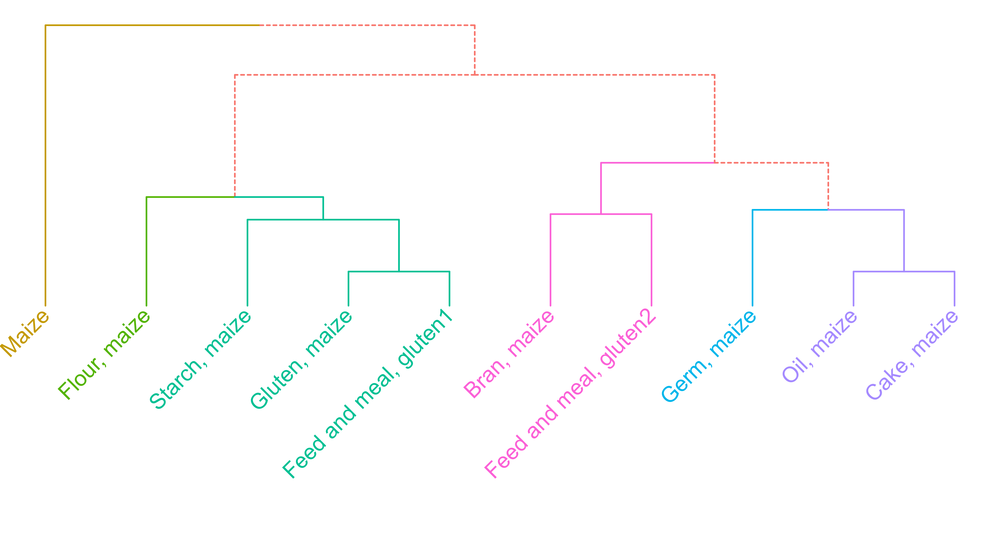 Maize
Flour, maize
Starch, maize
Gluten, maize
Feed and meal, gluten1
Bran, maize
Feed and meal, gluten2
Germ, maize
Oil, maize
Cake, maize